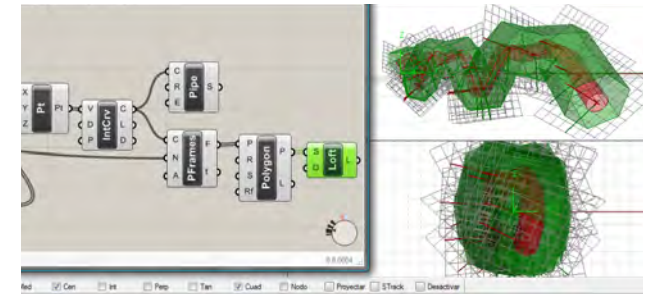 X
Y
Z
Pt
Pt
V
D
P
IntCrv
C
L
D
C
R
E
Pipe
S
C
N
A
PFrames
F
t
P
R
S
Rf
Polygon
P
L
S
O
Loft
L
0.8.0004
Med Cen Int Perp Tan Cuad Nodo Proyectar STrack Desactivar